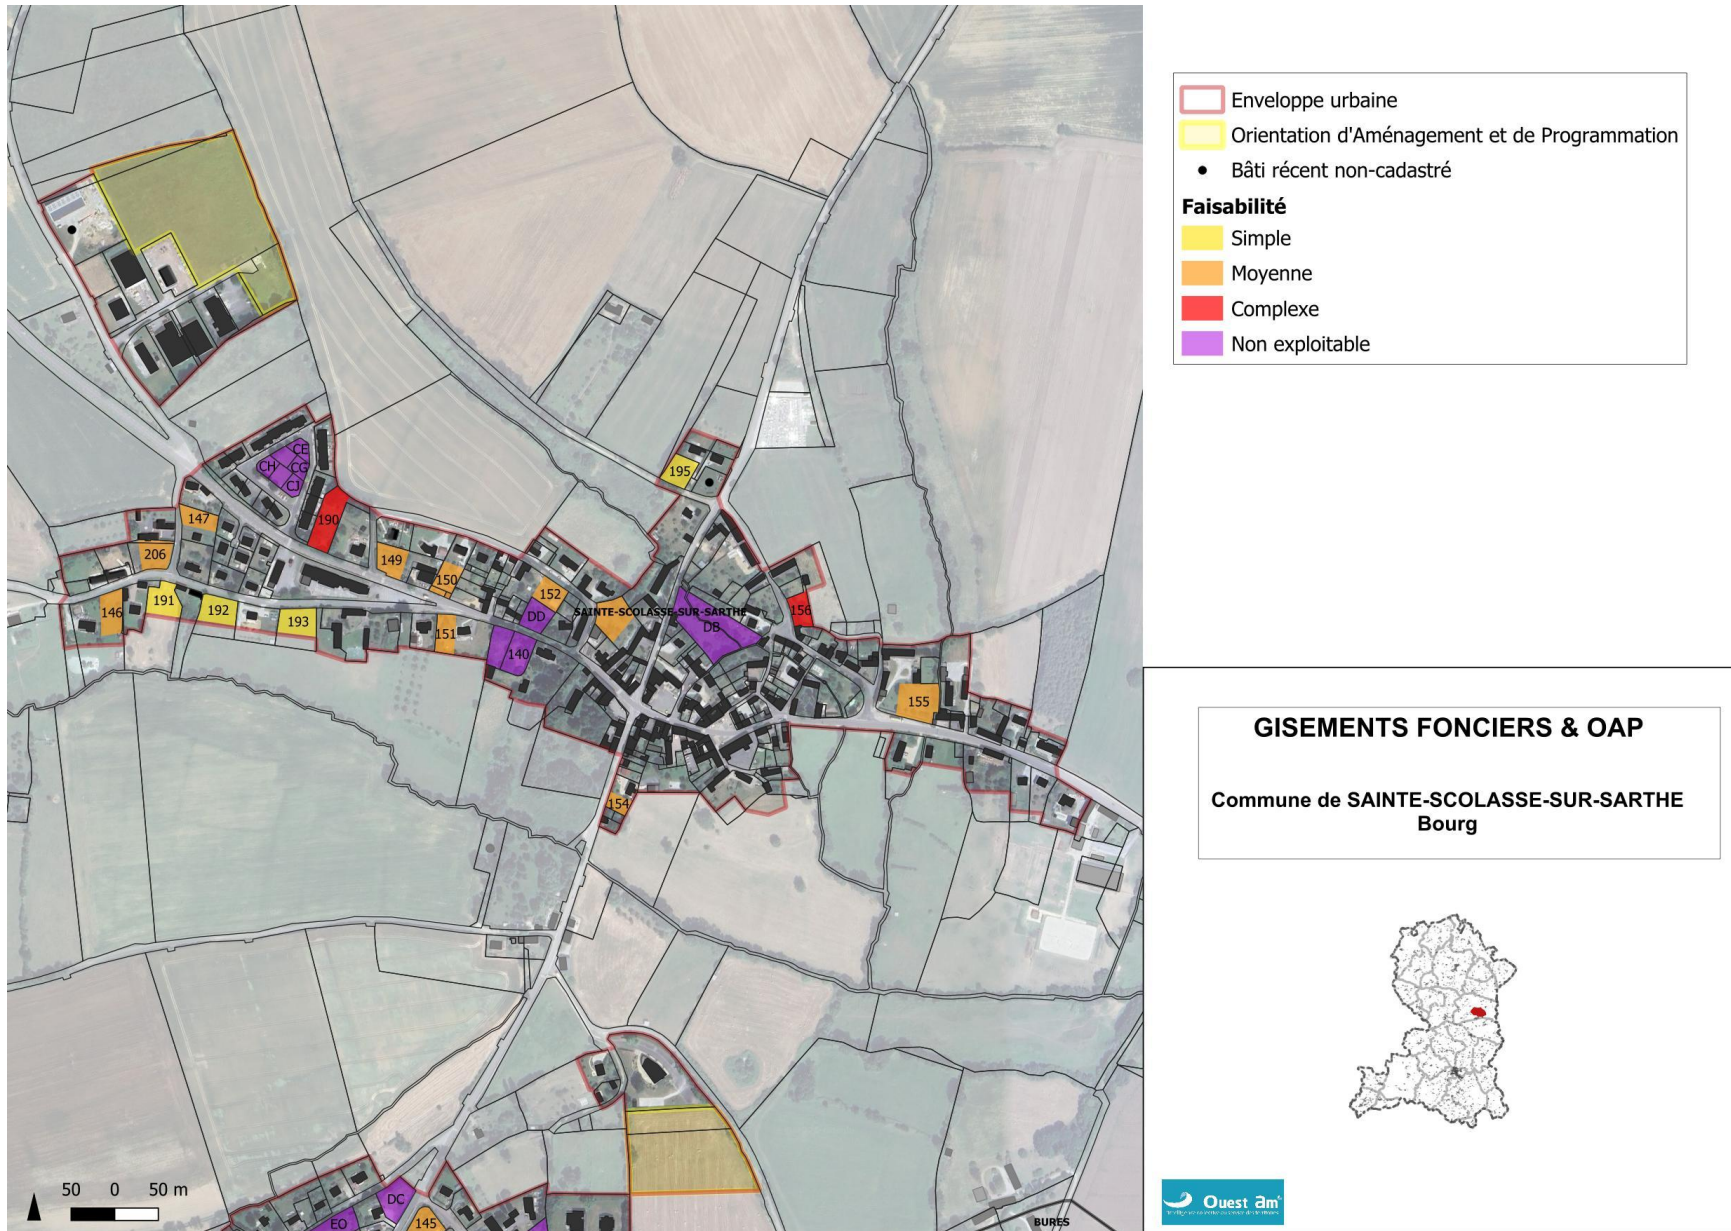 Enveloppe urbaine
Orientation d'Aménagement et de Programmation
Bâti récent non-cadastré
Faisabilité
Simple
Moyenne
Complexe
Non exploitable
CE
CH
CG
CJ
195
190
147
206
149
150
152
191
192
193
146
151
DD
140
SAINTE-SCOLASSE-SUR-SARTHE
DB
156
155
154
GISEMENTS FONCIERS & OAP
Commune de SAINTE-SCOLASSE-SUR-SARTHE
Bourg
50 0 50 m
DC
EO
145
BURES
Ouest am'